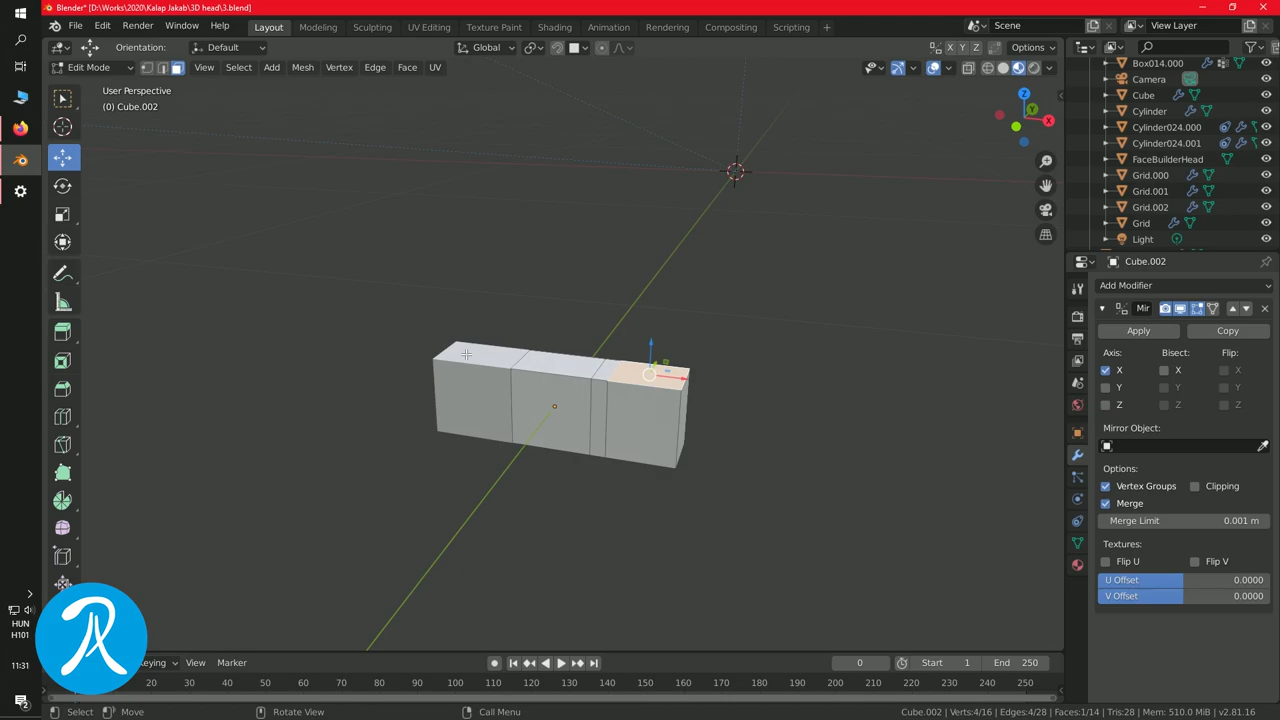 Blender* [D:\Works\2020\Kalap Jakab\3D head\3.blend]
File Edit Render Window Help Layout Modeling Sculpting UV Editing Texture Paint Shading Animation Rendering Compositing Scripting + Scene View Layer
Orientation: Default Global X Y Z Options
Edit Mode View Select Add Mesh Vertex Edge Face UV
User Perspective
(0) Cube.002
Z
Y
X
Box014.000
Camera
Cube
Cylinder
Cylinder024.000
Cylinder024.001
FaceBuilderHead
Grid.000
Grid.001
Grid.002
Grid
Light
Cube.002
Add Modifier
Mir
Apply Copy
Axis: Bisect: Flip:
X X X
Y Y Y
Z Z Z
Mirror Object:
Options:
Vertex Groups Clipping
Merge
Merge Limit 0.001 m
Textures:
Flip U Flip V
U Offset 0.0000
V Offset 0.0000
HUN
H101
11:31
2
Keying View Marker 0 Start 1 End 250
20 30 40 50 60 70 80 90 100 110 120 130 140 150 160 170 180 190 200 210 220 230 240 250
Select Move Rotate View Call Menu Cube.002 | Verts:4/16 | Edges:4/28 | Faces:1/14 | Tris:28 | Mem: 510.0 MiB | v2.81.16